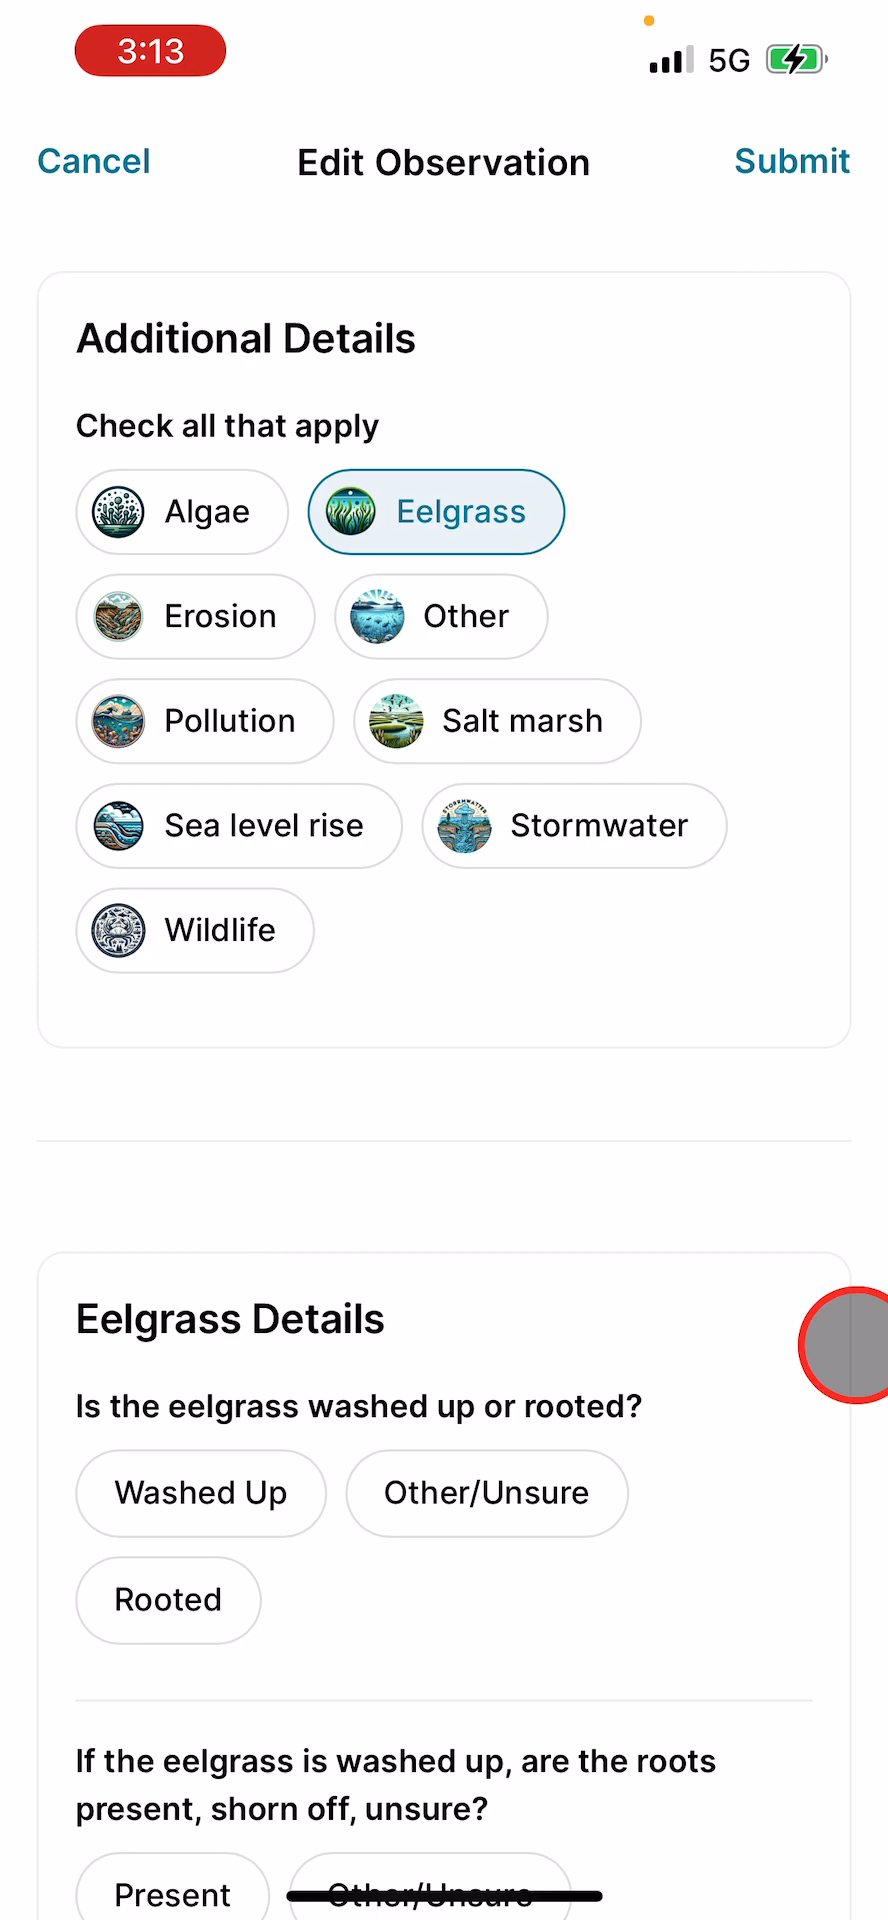 3:13
5G
Cancel
Edit Observation
Submit
Additional Details
Check all that apply
Algae
Eelgrass
Erosion
Other
Pollution
Salt marsh
Sea level rise
STORMWATTER
Stormwater
Wildlife
Eelgrass Details
Is the eelgrass washed up or rooted?
Washed Up
Other/Unsure
Rooted
If the eelgrass is washed up, are the roots
present, shorn off, unsure?
Present
Other/Unsure